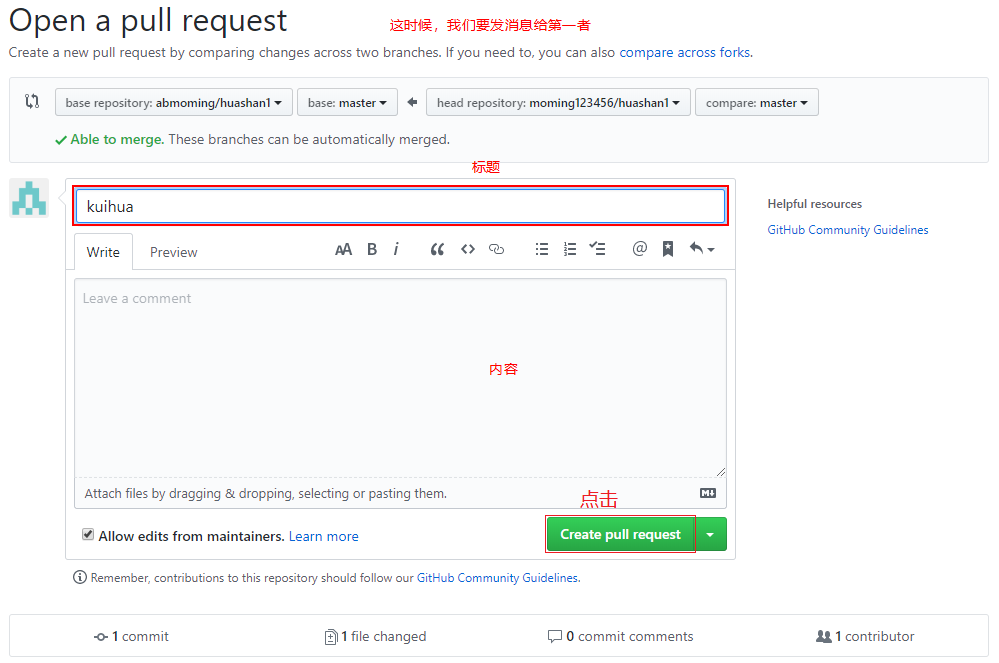 Open a pull request
这时候，我们要发消息给第一者
Create a new pull request by comparing changes across two branches. If you need to, you can also compare across forks.
base repository: abmoming/huashan1 base: master head repository: moming123456/huashan1 compare: master
Able to merge. These branches can be automatically merged.
标题
kuihua
Helpful resources
GitHub Community Guidelines
Write Preview AA B i
Leave a comment
内容
Attach files by dragging & dropping, selecting or pasting them.
点击
Allow edits from maintainers. Learn more
Create pull request
Remember, contributions to this repository should follow our GitHub Community Guidelines.
1 commit 1 file changed 0 commit comments 1 contributor